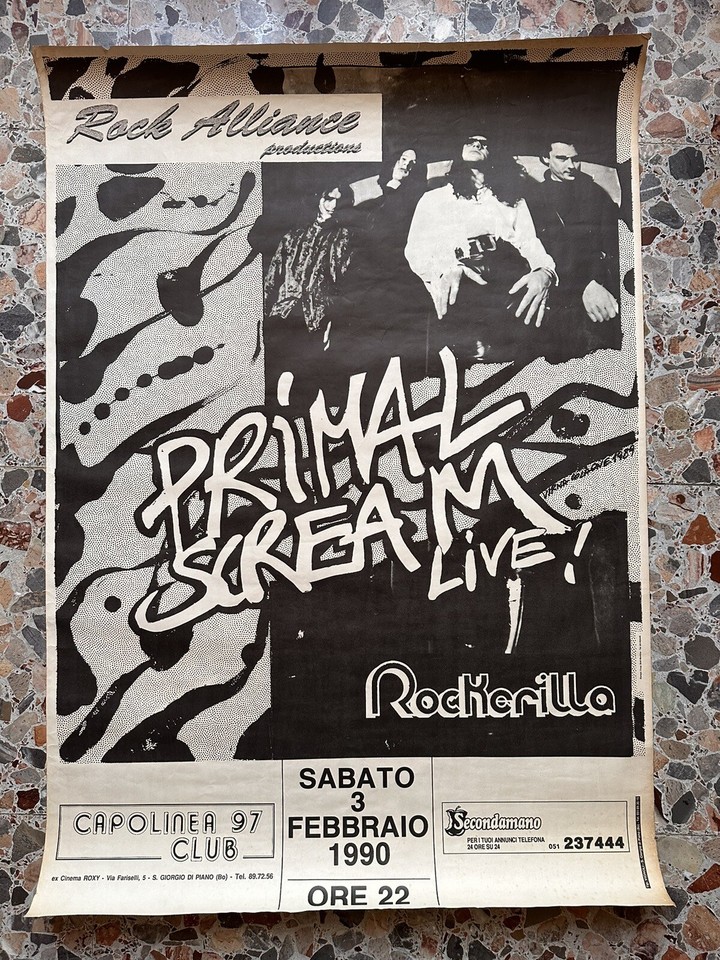 Rock Alliance
productions
PRIMAL
SCREAM
LIVE!
Rockerilla
SABATO
3
FEBBRAIO
1990
ORE 22
CAPOLINEA 97
CLUB
ex Cinema ROXY - Via Fariselli, 5 - S. GIORGIO DI PIANO (Bo) - Tel. 89.72.56
Secondamano
PER I TUOI ANNUNCI TELEFONA
24 ORE SU 24
051 237444